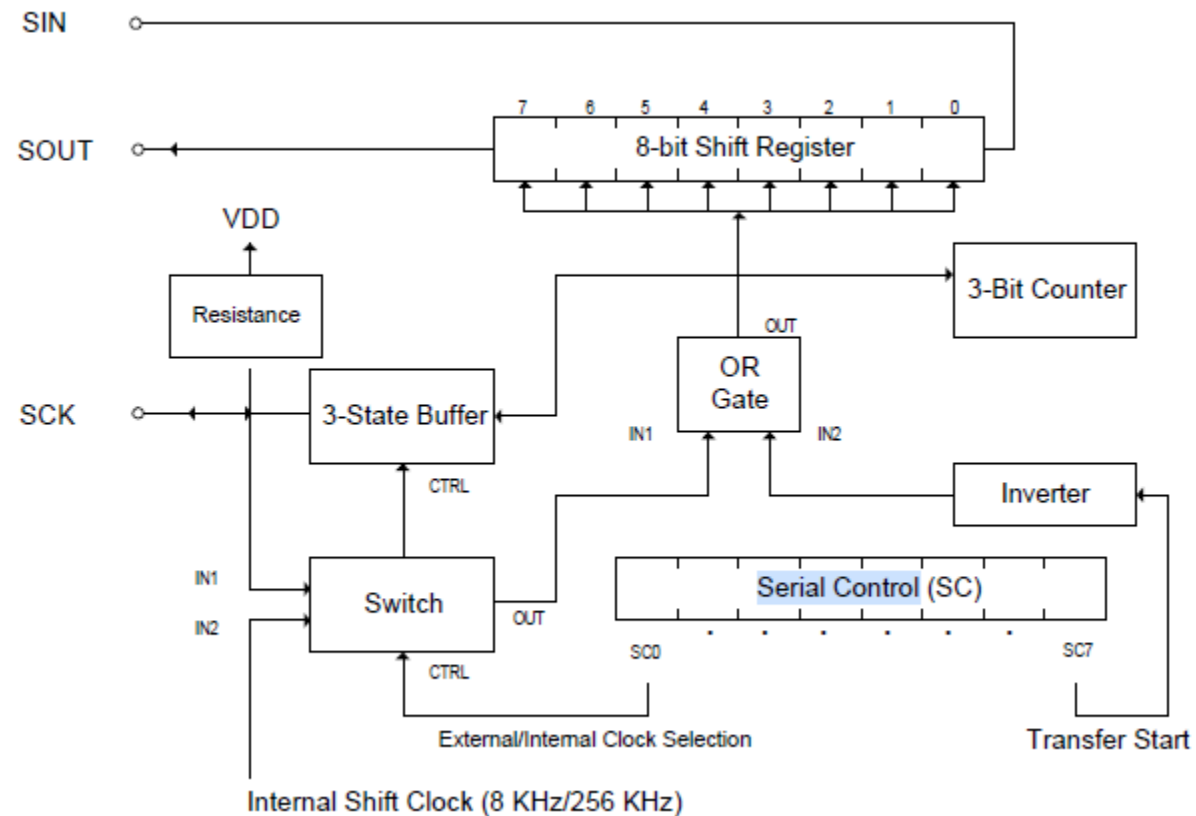 SIN
7 6 5 4 3 2 1 0
SOUT
8-bit Shift Register
VDD
3-Bit Counter
Resistance
OUT
OR
Gate
SCK
3-State Buffer
IN1
IN2
CTRL
Inverter
IN1
Switch
Serial Control (SC)
IN2
OUT
SC0
. . . . . .
SC7
CTRL
External/Internal Clock Selection
Transfer Start
Internal Shift Clock (8 KHz/256 KHz)